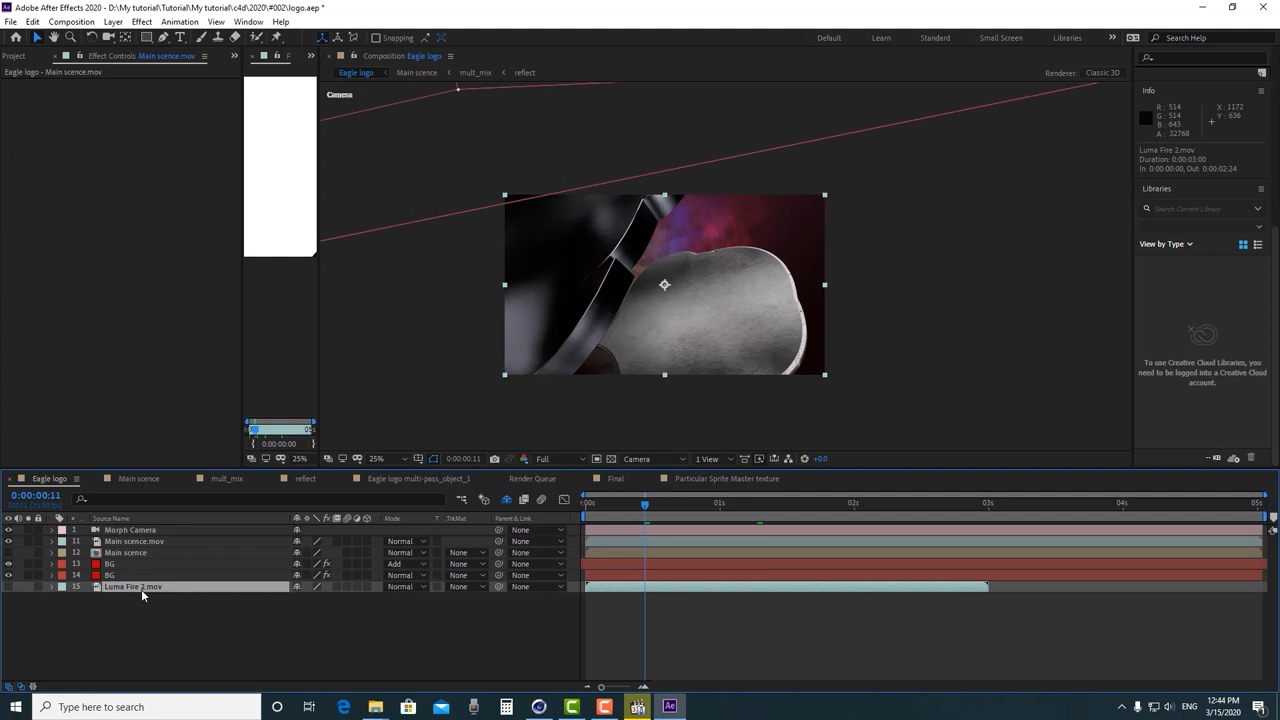 Adobe After Effects 2020 - D:\My tutorial\Tutorial\My tutorial\c4d\2020\#002\logo.aep *
File Edit Composition Layer Effect Animation View Window Help
Snapping Default Learn Standard Small Screen Libraries Search Help
Project Effect Controls Main scence.mov F Composition Eagle logo
Eagle logo - Main scence.mov
Eagle logo Main scence mult_mix reflect Renderer: Classic 3D
Camera
Info
R : 514 X : 1172
G : 514 Y : 636
B : 643
A : 32768
Luma Fire 2.mov
Duration: 0:00:03:00
In: 0:00:00:00, Out: 0:00:02:24
Libraries
Search Current Library
View by Type
To use Creative Cloud Libraries, you need to be logged into a Creative Cloud account.
0:00:00:00
25% 25% 0:00:00:11 Full Camera 1 View +0.0 -- KB
Eagle logo Main scence mult_mix reflect Eagle logo multi-pass_object_1 Render Queue Final Particular Sprite Master texture
0:00:00:11
00011 (25.00 fps)
:00s 01s 02s 03s 04s 05s
# Source Name Mode T .TrkMat Parent & Link
1 Morph Camera None
11 Main scence.mov Normal None
12 Main scence Normal None None
13 BG Add None None
14 BG Normal None None
15 Luma Fire 2.mov Normal None None
Type here to search
Ae
12:44 PM
3/15/2020